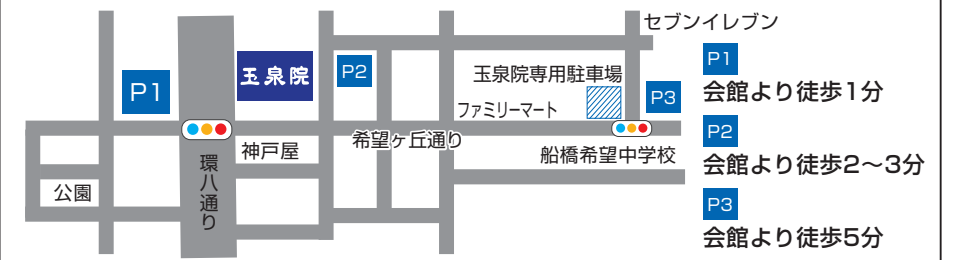 セブンイレブン
P1
玉泉院
P2
玉泉院専用駐車場
P3
ファミリーマート
希望ヶ丘通り
神戸屋
船橋希望中学校
環八通り
公園
P1
会館より徒歩1分
P2
会館より徒歩2〜3分
P3
会館より徒歩5分